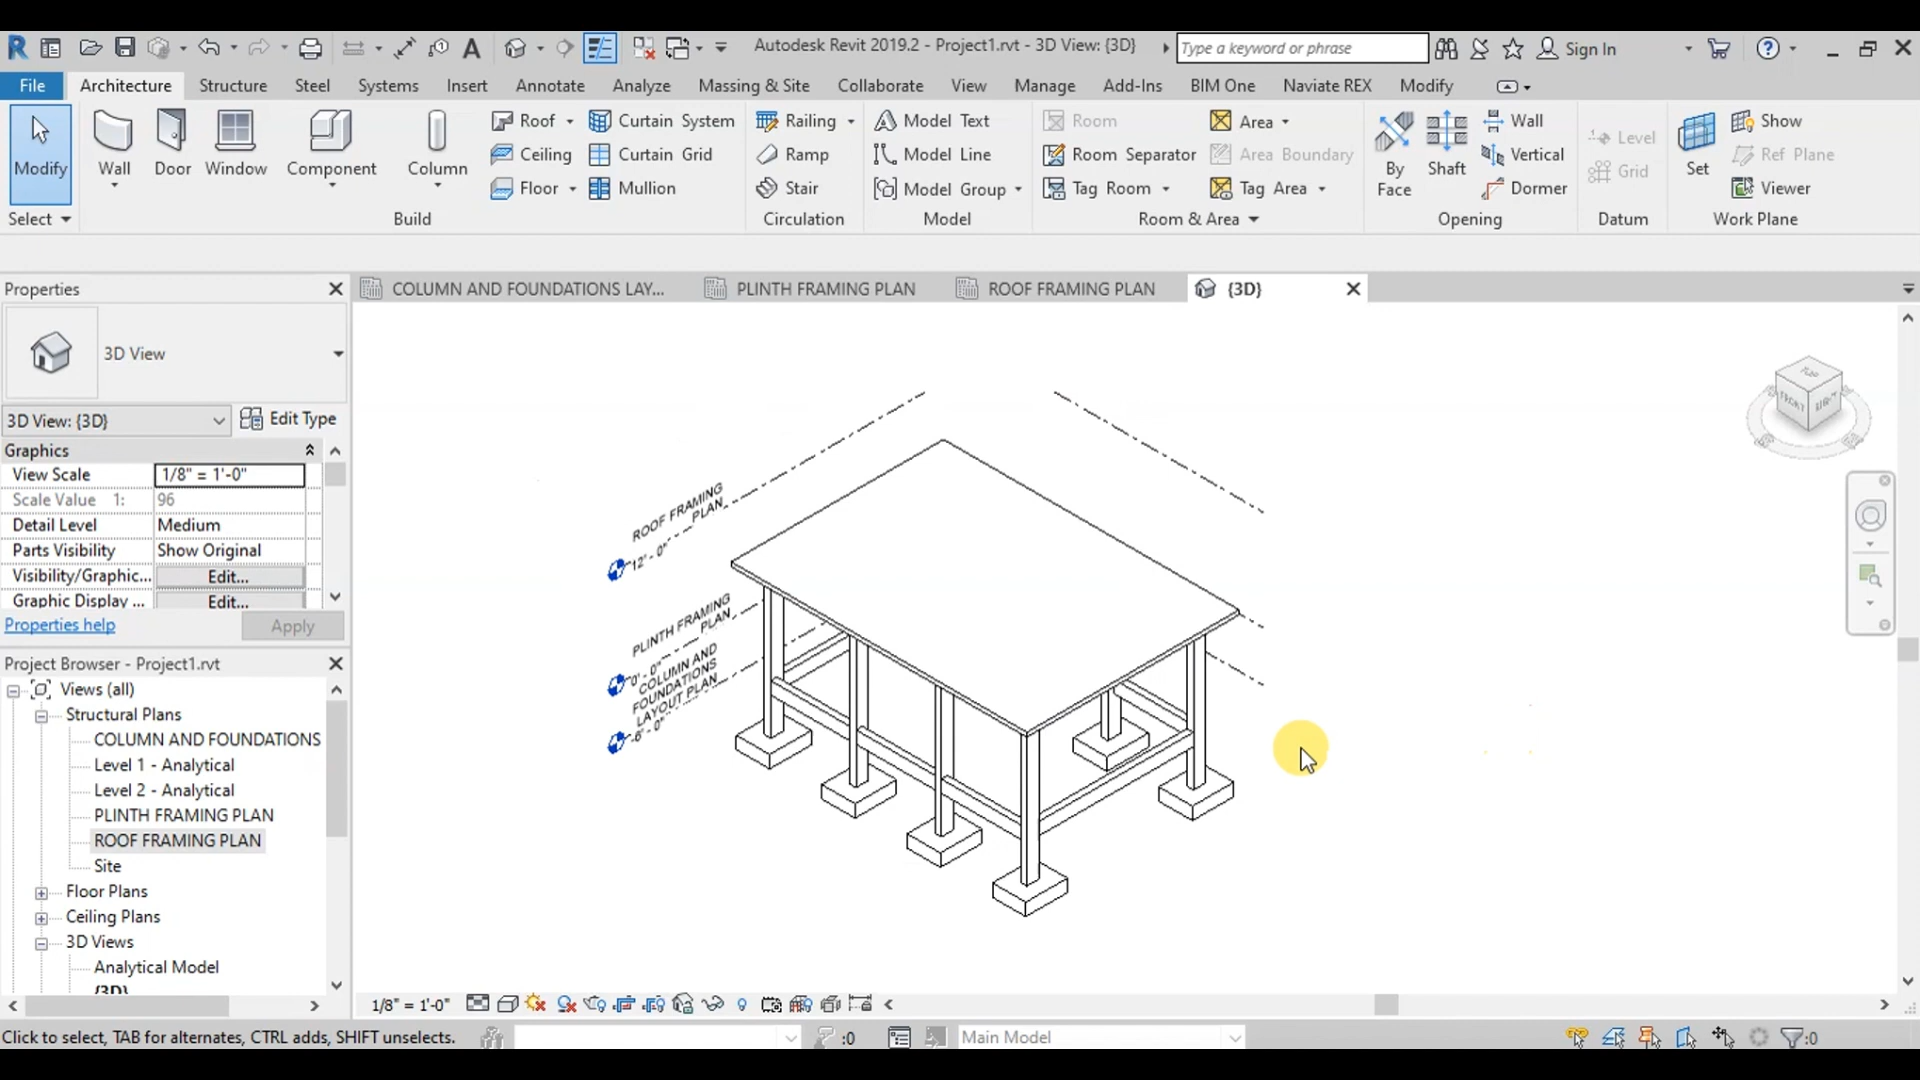 Autodesk Revit 2019.2 - Project1.rvt - 3D View: {3D}
Type a keyword or phrase
Sign In
File Architecture Structure Steel Systems Insert Annotate Analyze Massing & Site Collaborate View Manage Add-Ins BIM One Naviate REX Modify
Modify
Wall
Door
Window
Component
Column
Roof
Ceiling
Floor
Curtain System
Curtain Grid
Mullion
Railing
Ramp
Stair
Model Text
Model Line
Model Group
Room
Room Separator
Tag Room
Area
Area Boundary
Tag Area
By
Face
Shaft
Wall
Vertical
Dormer
Level
Grid
Set
Show
Ref Plane
Viewer
Select
Build
Circulation
Model
Room & Area
Opening
Datum
Work Plane
Properties
COLUMN AND FOUNDATIONS LAY...
PLINTH FRAMING PLAN
ROOF FRAMING PLAN
{3D}
3D View
3D View: {3D}
Edit Type
Graphics
View Scale 1/8" = 1'-0"
Scale Value 1: 96
Detail Level Medium
Parts Visibility Show Original
Visibility/Graphic... Edit...
Graphic Display ... Edit...
Properties help
Apply
Project Browser - Project1.rvt
Views (all)
Structural Plans
COLUMN AND FOUNDATIONS
Level 1 - Analytical
Level 2 - Analytical
PLINTH FRAMING PLAN
ROOF FRAMING PLAN
Site
Floor Plans
Ceiling Plans
3D Views
Analytical Model
{3D}
ROOF FRAMING
PLAN
12' - 0"
PLINTH FRAMING
PLAN
0' - 0"
COLUMN AND
FOUNDATIONS
LAYOUT PLAN
-6' - 0"
TOP
FRONT
RIGHT
1/8" = 1'-0"
Click to select, TAB for alternates, CTRL adds, SHIFT unselects.
:0
Main Model
:0